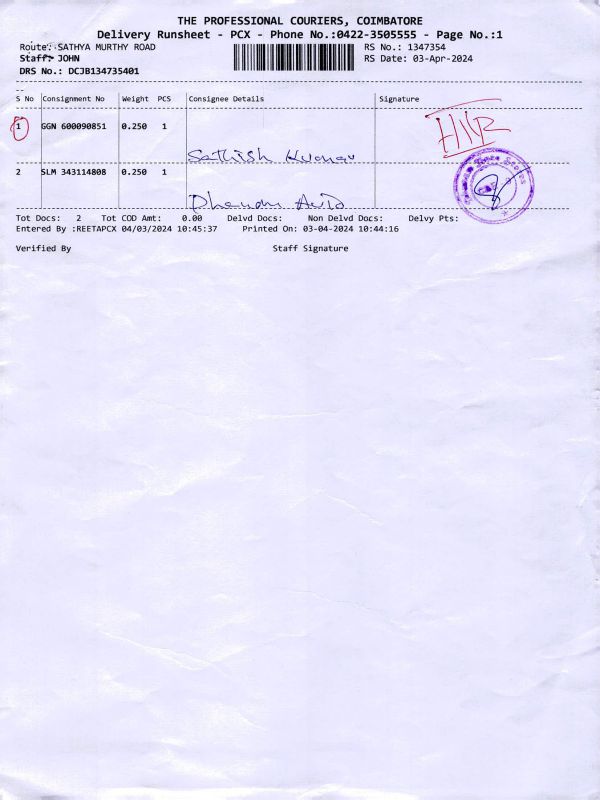 THE PROFESSIONAL COURIERS, COIMBATORE
Delivery Runsheet - PCX - Phone No.:0422-3505555 - Page No.:1
Route: SATHYA MURTHY ROAD RS No.: 1347354
Staff: JOHN RS Date: 03-Apr-2024
DRS No.: DCJB134735401
S No Consignment No Weight PCS Consignee Details Signature
1 GGN 600090851 0.250 1
Sathish Kumar
2 SLM 343114808 0.250 1
Tot Docs: 2 Tot COD Amt: 0.00 Delvd Docs: Non Delvd Docs: Delvy Pts:
Entered By :REETAPCX 04/03/2024 10:45:37 Printed On: 03-04-2024 10:44:16
Verified By Staff Signature